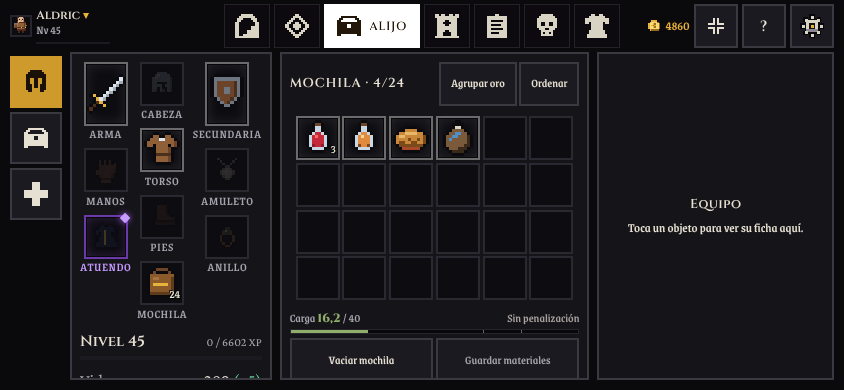 ALDRIC ▾
Nv 45
ALIJO
4860
?
ARMA
CABEZA
SECUNDARIA
MANOS
TORSO
AMULETO
ATUENDO
PIES
ANILLO
24
MOCHILA
NIVEL 45
0 / 6602 XP
MOCHILA · 4/24
Agrupar oro
Ordenar
3
Carga 16,2 / 40
Sin penalización
Vaciar mochila
Guardar materiales
EQUIPO
Toca un objeto para ver su ficha aquí.